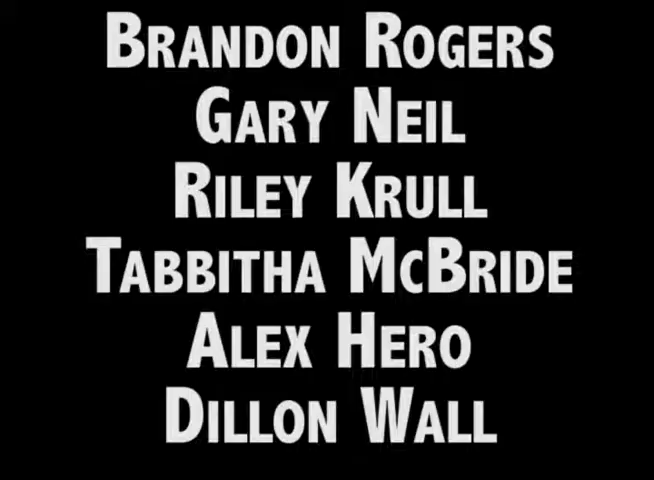 BRANDON ROGERS
GARY NEIL
RILEY KRULL
TABBITHA MCBRIDE
ALEX HERO
DILLON WALL